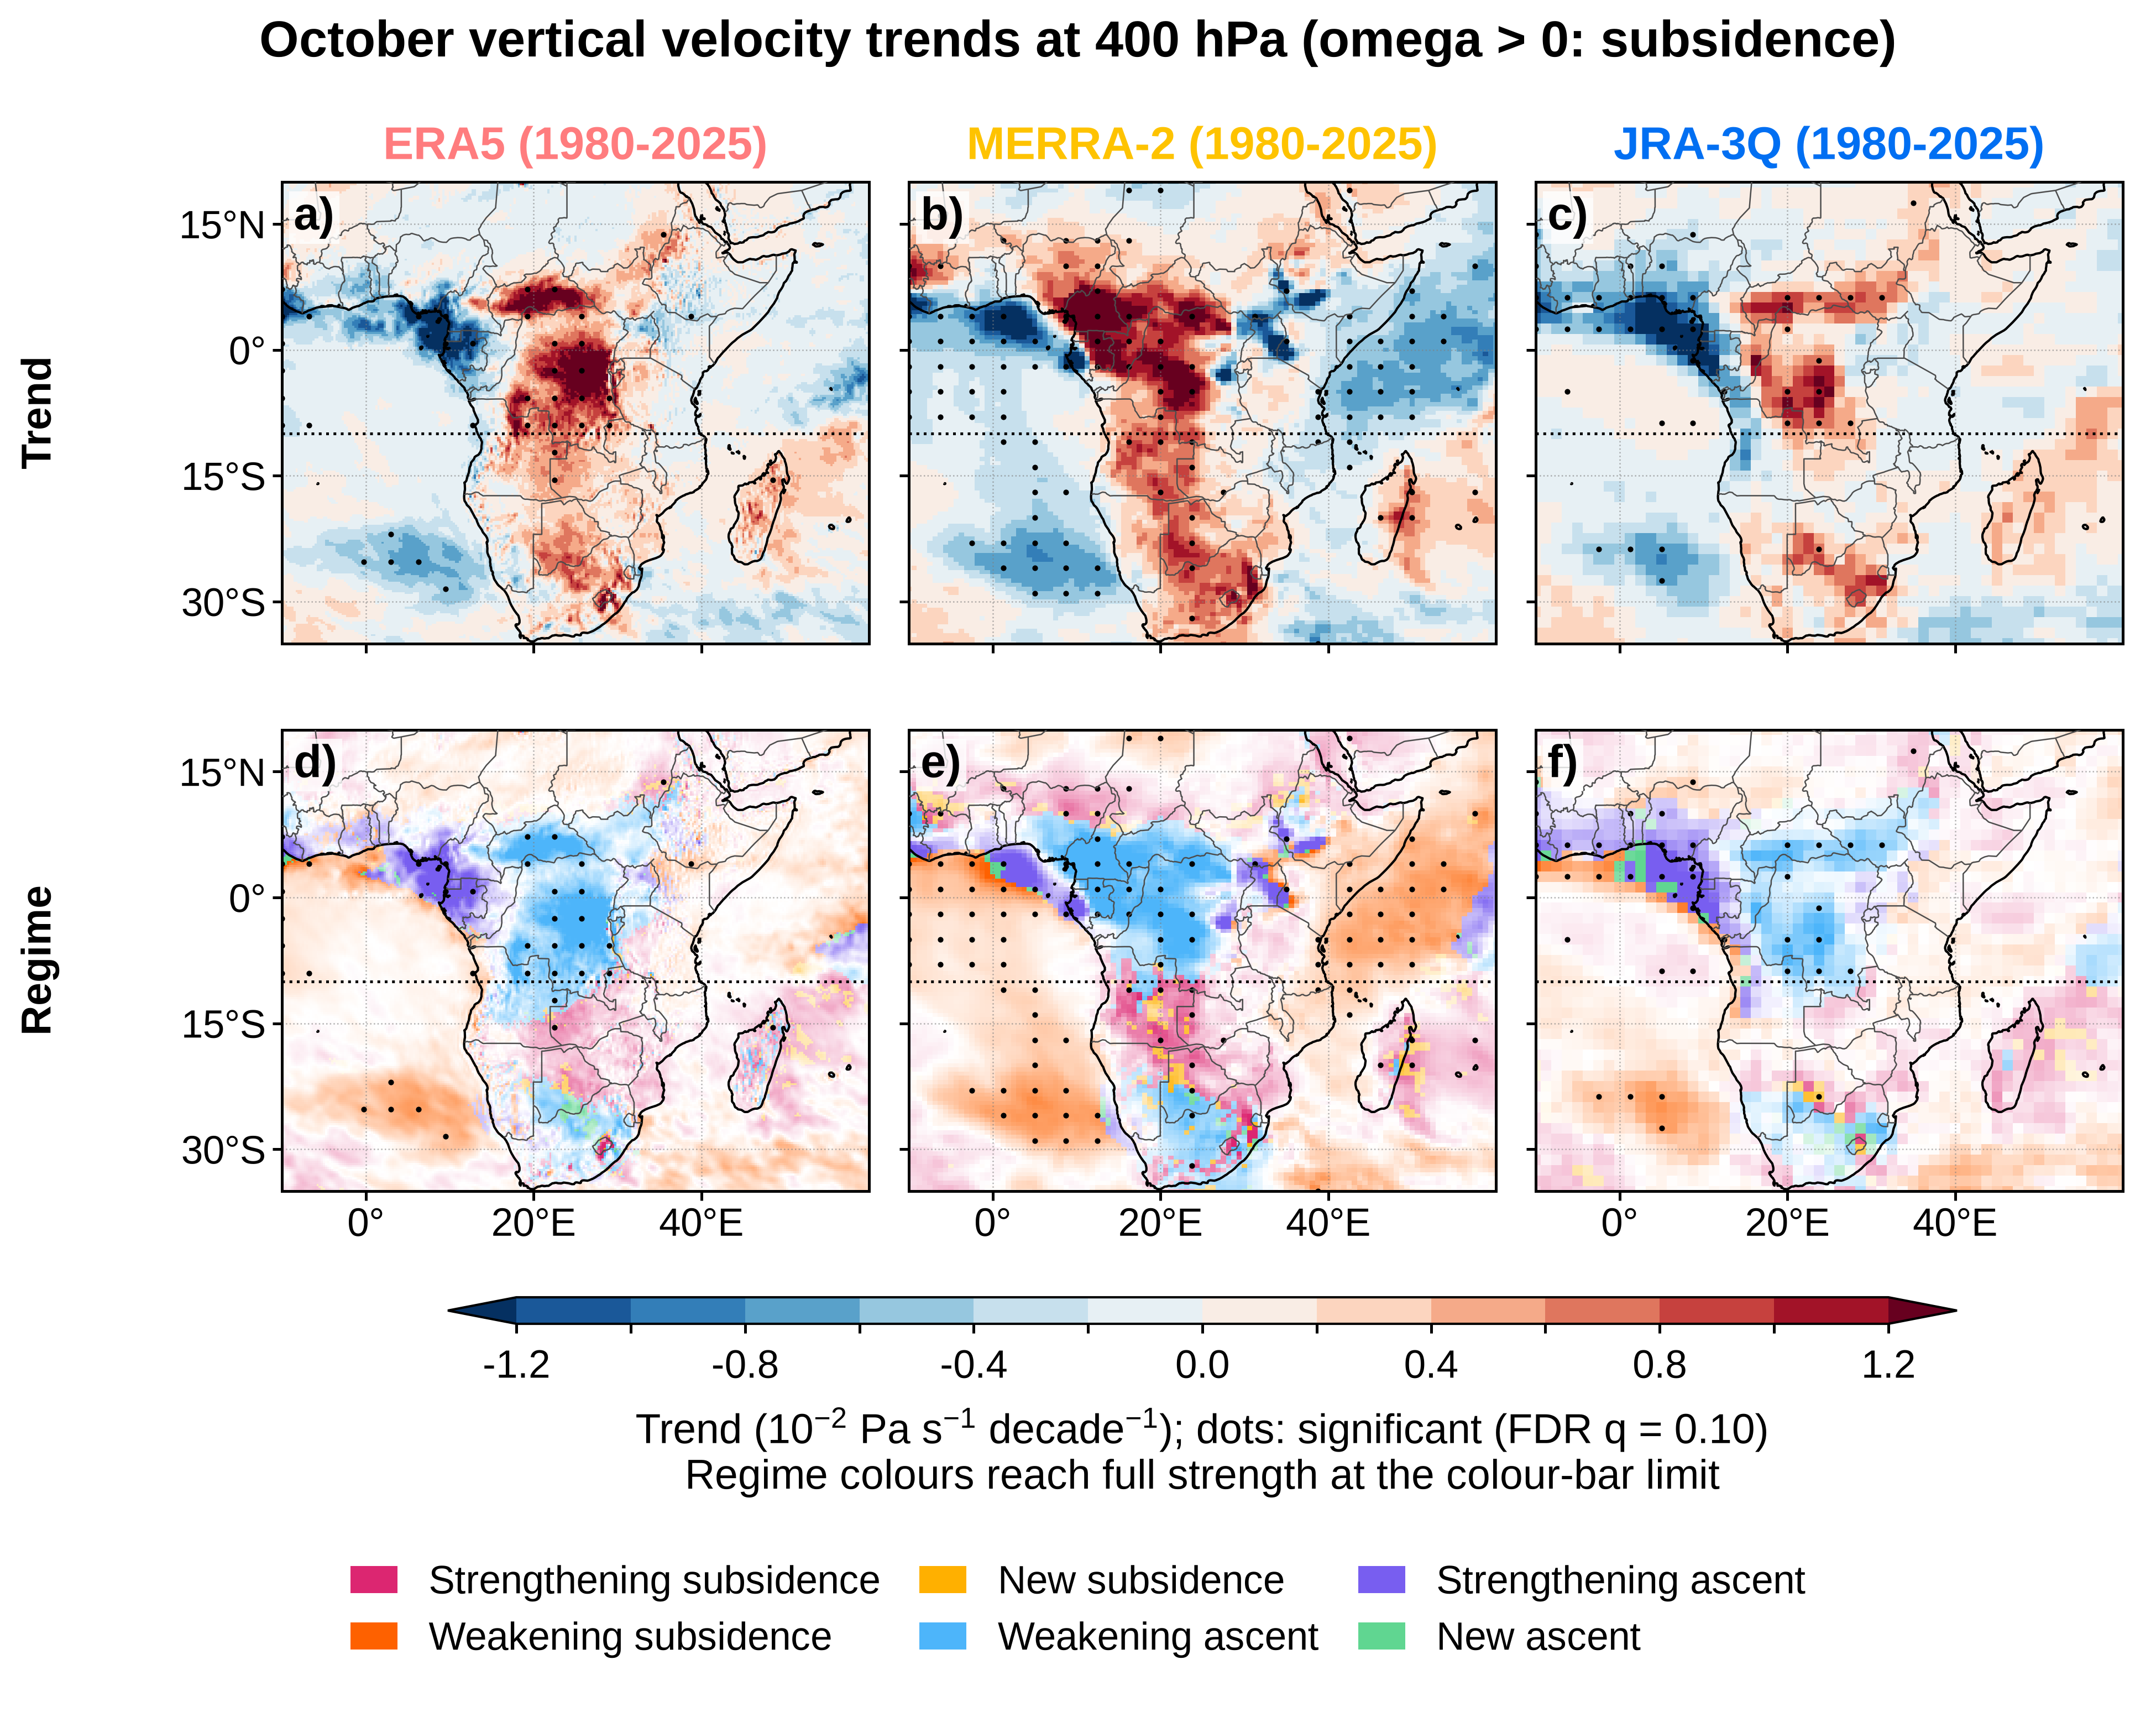 October vertical velocity trends at 400 hPa (omega > 0: subsidence)
ERA5 (1980-2025)
MERRA-2 (1980-2025)
JRA-3Q (1980-2025)
Trend
a)
b)
c)
15°N
0°
15°S
30°S
Regime
d)
e)
f)
15°N
0°
15°S
30°S
0° 20°E 40°E
0° 20°E 40°E
0° 20°E 40°E
-1.2 -0.8 -0.4 0.0 0.4 0.8 1.2
Trend (10⁻² Pa s⁻¹ decade⁻¹); dots: significant (FDR q = 0.10)
Regime colours reach full strength at the colour-bar limit
Strengthening subsidence
New subsidence
Strengthening ascent
Weakening subsidence
Weakening ascent
New ascent